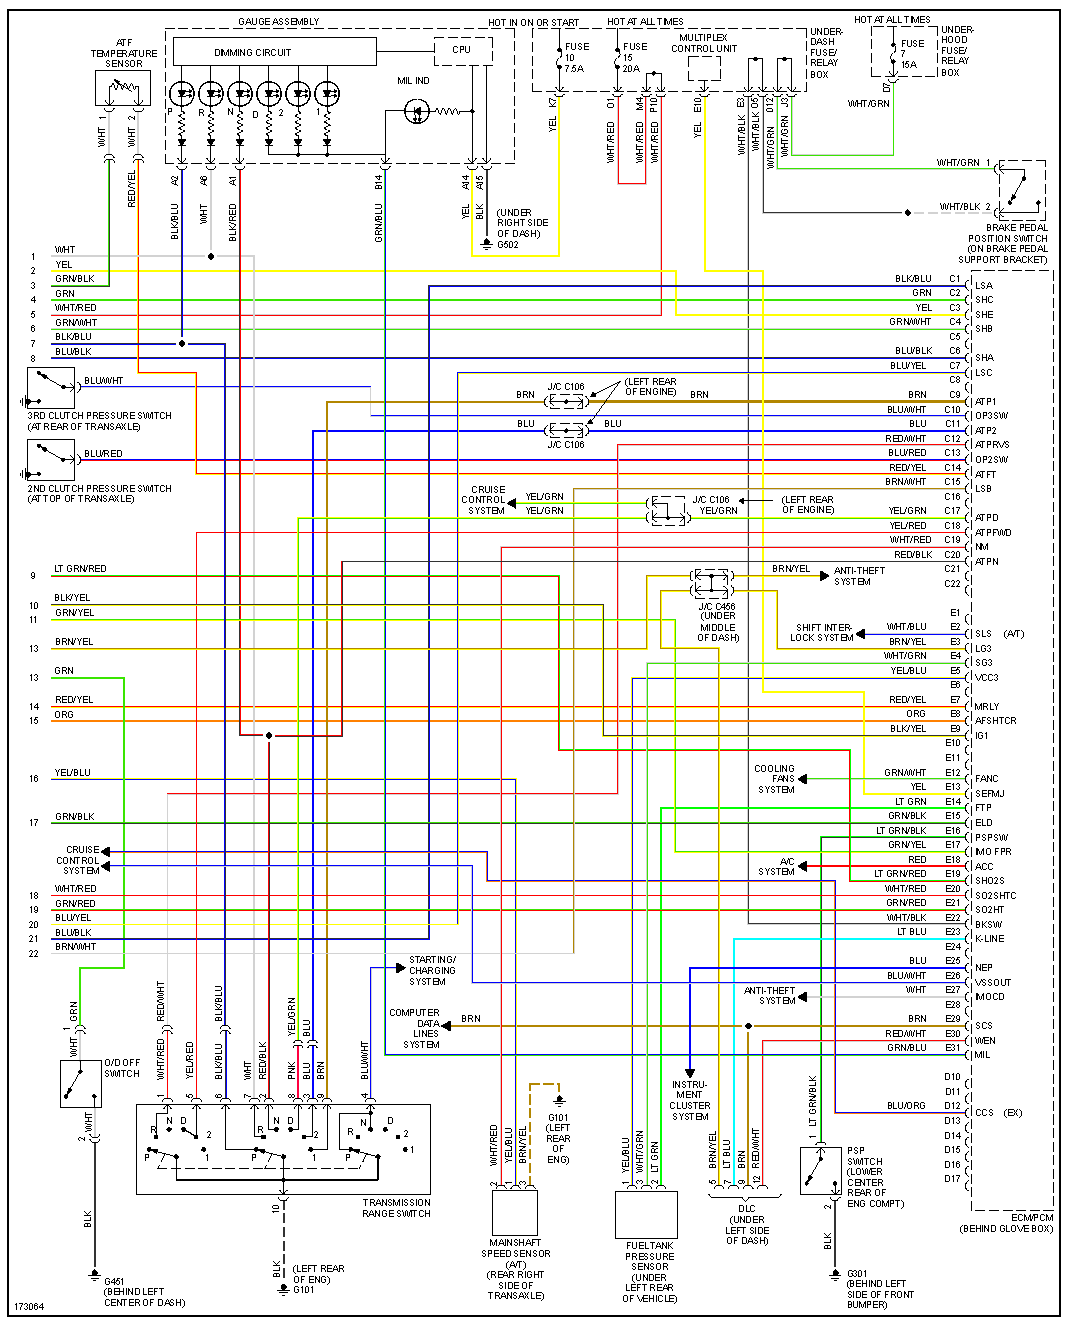 GAUGE ASSEMBLY
HOT IN ON OR START
HOT AT ALL TIMES
HOT AT ALL TIMES
ATF
TEMPERATURE
SENSOR
DIMMING CIRCUIT
CPU
MIL IND
P
R
N
D
2
1
FUSE
10
7.5A
FUSE
15
20A
MULTIPLEX
CONTROL UNIT
UNDER-
DASH
FUSE/
RELAY
BOX
FUSE
7
15A
UNDER-
HOOD
FUSE/
RELAY
BOX
K7
O1
M4
P10
E10
E3
O5
D12
J3
D7
WHT/GRN
WHT 1
WHT 2
RED/YEL
YEL
WHT/RED
WHT/RED
YEL
WHT/BLK
WHT/BLK
WHT/GRN
WHT/GRN
A2
A6
A1
B14
A14
A15
BLK/BLU
WHT
BLK/RED
GRN/BLU
YEL
BLK
(UNDER
RIGHT SIDE
OF DASH)
G502
WHT/GRN 1
WHT/BLK 2
BRAKE PEDAL
POSITION SWITCH
(ON BRAKE PEDAL
SUPPORT BRACKET)
1 WHT
2 YEL
3 GRN/BLK
4 GRN
5 WHT/RED
6 GRN/WHT
7 BLK/BLU
8 BLU/BLK
BLU/WHT
3RD CLUTCH PRESSURE SWITCH
(AT REAR OF TRANSAXLE)
BLU/RED
2ND CLUTCH PRESSURE SWITCH
(AT TOP OF TRANSAXLE)
BRN
J/C C106
(LEFT REAR
OF ENGINE)
BRN
BLU
BLU
J/C C106
CRUISE
CONTROL
SYSTEM
YEL/GRN
YEL/GRN
J/C C106
YEL/GRN
(LEFT REAR
OF ENGINE)
BLK/BLU C1 LSA
GRN C2 SHC
YEL C3 SHE
GRN/WHT C4 SHB
C5
BLU/BLK C6 SHA
BLU/YEL C7 LSC
C8
BRN C9 ATP1
BLU/WHT C10 OP3SW
BLU C11 ATP2
RED/WHT C12 ATPRVS
BLU/RED C13 OP2SW
RED/YEL C14 ATFT
BRN/WHT C15 LSB
C16
YEL/GRN C17 ATPD
YEL/RED C18 ATPFWD
WHT/RED C19 NM
RED/BLK C20 ATPN
C21
C22
BRN/YEL
ANTI-THEFT
SYSTEM
J/C C456
(UNDER
MIDDLE
OF DASH)
SHIFT INTER-
LOCK SYSTEM
E1
WHT/BLU E2 SLS (A/T)
BRN/YEL E3 LG3
WHT/GRN E4 SG3
YEL/BLU E5 VCC3
E6
RED/YEL E7 MRLY
ORG E8 AFSHTCR
BLK/YEL E9 IG1
E10
E11
GRN/WHT E12 FANC
YEL E13 SEFMJ
LT GRN E14 FTP
GRN/BLK E15 ELD
LT GRN/BLK E16 PSPSW
GRN/YEL E17 IMO FPR
RED E18 ACC
LT GRN/RED E19 SHO2S
WHT/RED E20 SO2SHTC
GRN/RED E21 SO2HT
WHT/BLK E22 BKSW
LT BLU E23 K-LINE
E24
BLU E25 NEP
BLU/WHT E26 VSSOUT
WHT E27 IMOCD
E28
BRN E29 SCS
RED/WHT E30 WEN
GRN/BLU E31 MIL
D10
D11
BLU/ORG D12 CCS (EX)
D13
D14
D15
D16
D17
ECM/PCM
(BEHIND GLOVE BOX)
COOLING
FANS
SYSTEM
A/C
SYSTEM
ANTI-THEFT
SYSTEM
9 LT GRN/RED
10 BLK/YEL
11 GRN/YEL
13 BRN/YEL
13 GRN
14 RED/YEL
15 ORG
16 YEL/BLU
17 GRN/BLK
CRUISE
CONTROL
SYSTEM
18 WHT/RED
19 GRN/RED
20 BLU/YEL
21 BLU/BLK
22 BRN/WHT
STARTING/
CHARGING
SYSTEM
COMPUTER
DATA
LINES
SYSTEM
BRN
INSTRU-
MENT
CLUSTER
SYSTEM
GRN
1
WHT
O/D OFF
SWITCH
WHT
2
BLK
G451
(BEHIND LEFT
CENTER OF DASH)
RED/WHT
BLK/BLU
YEL/GRN
BLU
WHT/RED
YEL/RED
BLK/BLU
WHT
RED/BLK
PNK
BLU
BRN
BLU/WHT
1
5
6
7
2
8
3
9
4
R
N
D
2
P
1
R
N
D
2
P
1
R
N
D
2
P
1
TRANSMISSION
RANGE SWITCH
10
BLK
(LEFT REAR
OF ENG)
G101
G101
(LEFT
REAR
OF
ENG)
WHT/RED
YEL/BLU
BRN/YEL
2
1
3
MAINSHAFT
SPEED SENSOR
(A/T)
(REAR RIGHT
SIDE OF
TRANSAXLE)
YEL/BLU
WHT/GRN
LT GRN
1
3
2
FUEL TANK
PRESSURE
SENSOR
(UNDER
LEFT REAR
OF VEHICLE)
BRN/YEL
LT BLU
BRN
RED/WHT
5
7
9
12
DLC
(UNDER
LEFT SIDE
OF DASH)
LT GRN/BLK
1
PSP
SWITCH
(LOWER
CENTER
REAR OF
ENG COMPT)
2
BLK
G301
(BEHIND LEFT
SIDE OF FRONT
BUMPER)
173064